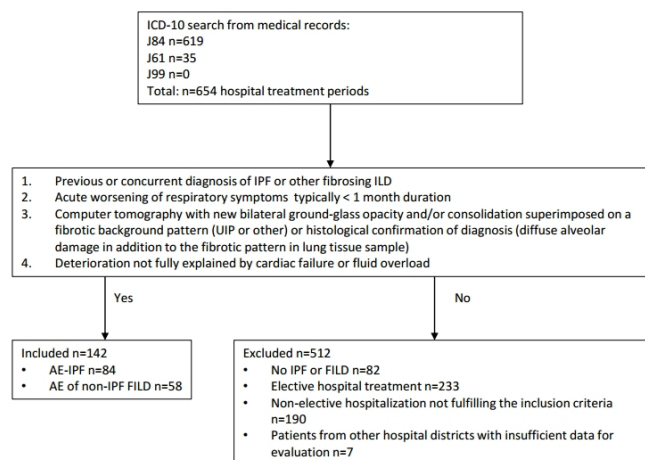 ICD-10 search from medical records:
J84 n=619
J61 n=35
J99 n=0
Total: n=654 hospital treatment periods
1. Previous or concurrent diagnosis of IPF or other fibrosing ILD
2. Acute worsening of respiratory symptoms typically < 1 month duration
3. Computer tomography with new bilateral ground-glass opacity and/or consolidation superimposed on a
fibrotic background pattern (UIP or other) or histological confirmation of diagnosis (diffuse alveolar
damage in addition to the fibrotic pattern in lung tissue sample)
4. Deterioration not fully explained by cardiac failure or fluid overload
Yes
No
Included n=142
• AE-IPF n=84
• AE of non-IPF FILD n=58
Excluded n=512
• No IPF or FILD n=82
• Elective hospital treatment n=233
• Non-elective hospitalization not fulfilling the inclusion criteria
n=190
• Patients from other hospital districts with insufficient data for
evaluation n=7